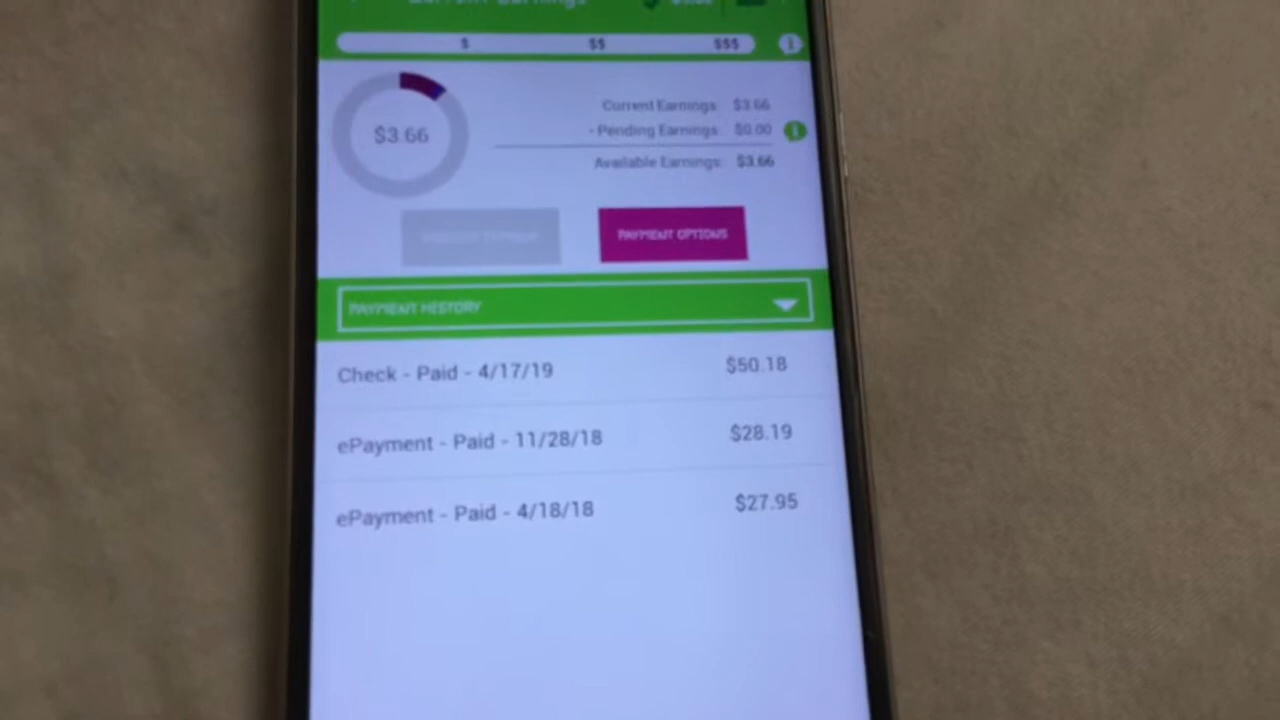 Current Earnings
$ $$ $$$ i
$3.66
Current Earnings: $3.66
- Pending Earnings: $0.00 i
Available Earnings: $3.66
PAYMENT OPTIONS
PAYMENT HISTORY
Check - Paid - 4/17/19 $50.18
ePayment - Paid - 11/28/18 $28.19
ePayment - Paid - 4/18/18 $27.95